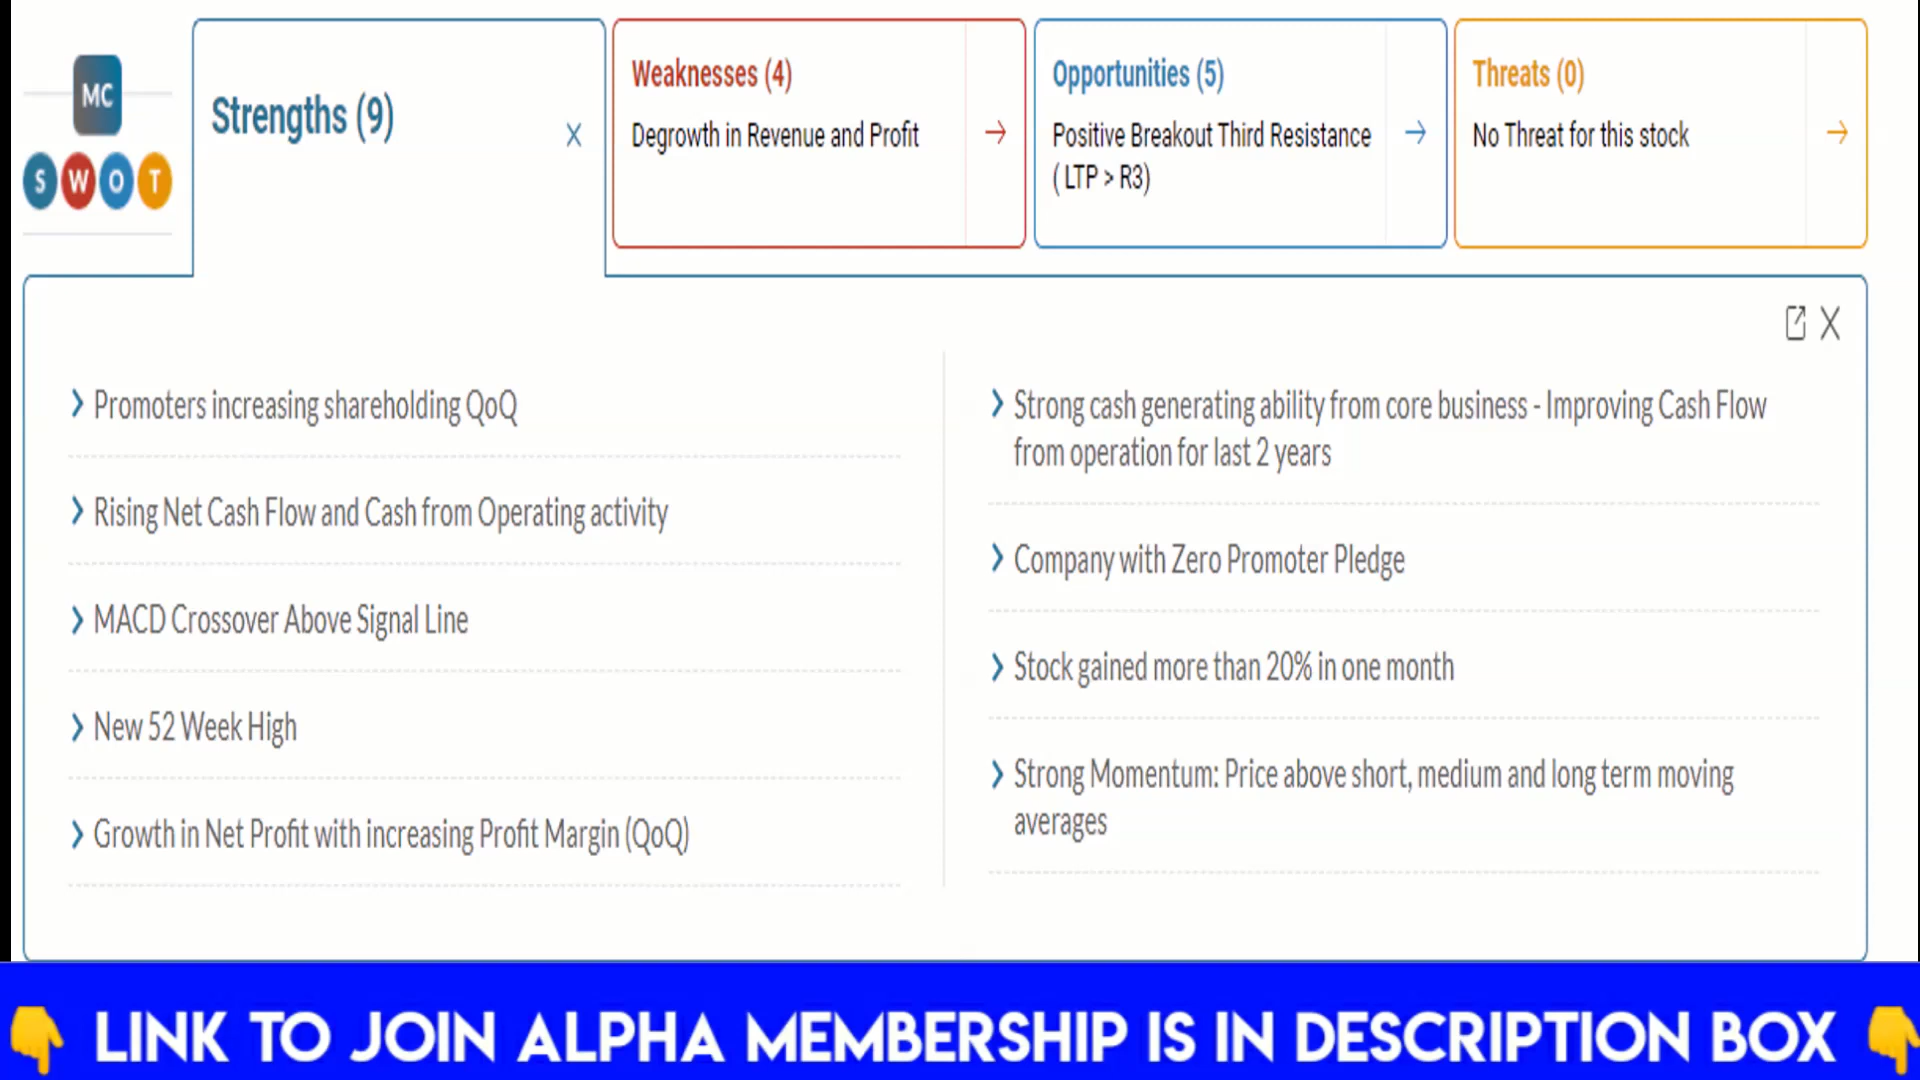 MC
S W O T
Strengths (9)
Weaknesses (4)
Degrowth in Revenue and Profit
Opportunities (5)
Positive Breakout Third Resistance
( LTP > R3)
Threats (0)
No Threat for this stock
Promoters increasing shareholding QoQ
Rising Net Cash Flow and Cash from Operating activity
MACD Crossover Above Signal Line
New 52 Week High
Growth in Net Profit with increasing Profit Margin (QoQ)
Strong cash generating ability from core business - Improving Cash Flow
from operation for last 2 years
Company with Zero Promoter Pledge
Stock gained more than 20% in one month
Strong Momentum: Price above short, medium and long term moving
averages
LINK TO JOIN ALPHA MEMBERSHIP IS IN DESCRIPTION BOX